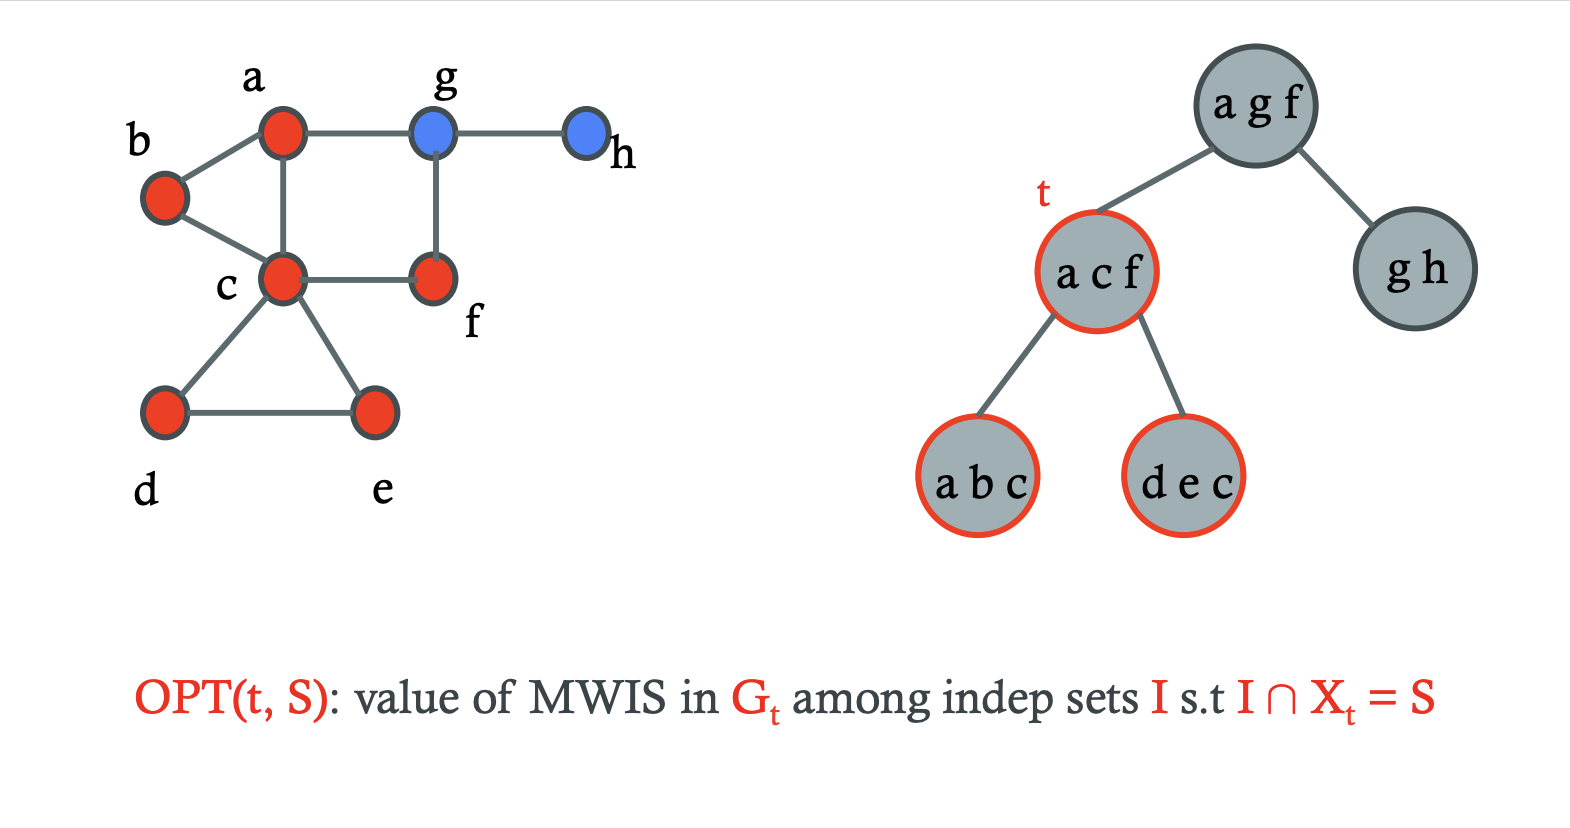 a
g
b
h
c
f
d
e
a g f
t
a c f
g h
a b c
d e c
OPT(t, S): value of MWIS in Gt among indep sets I s.t I ∩ Xt = S